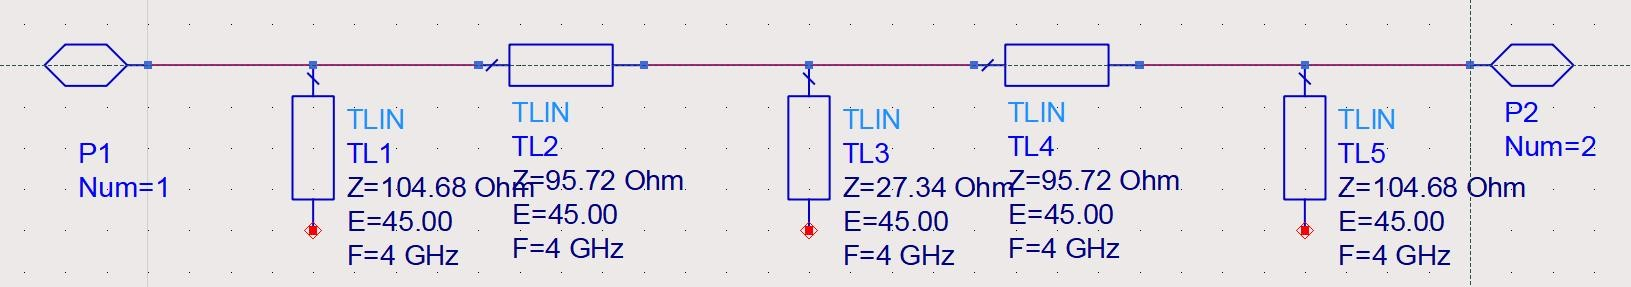 P1
Num=1
TLIN
TL1
Z=104.68 Ohm
E=45.00
F=4 GHz
TLIN
TL2
Z=95.72 Ohm
E=45.00
F=4 GHz
TLIN
TL3
Z=27.34 Ohm
E=45.00
F=4 GHz
TLIN
TL4
Z=95.72 Ohm
E=45.00
F=4 GHz
TLIN
TL5
Z=104.68 Ohm
E=45.00
F=4 GHz
P2
Num=2